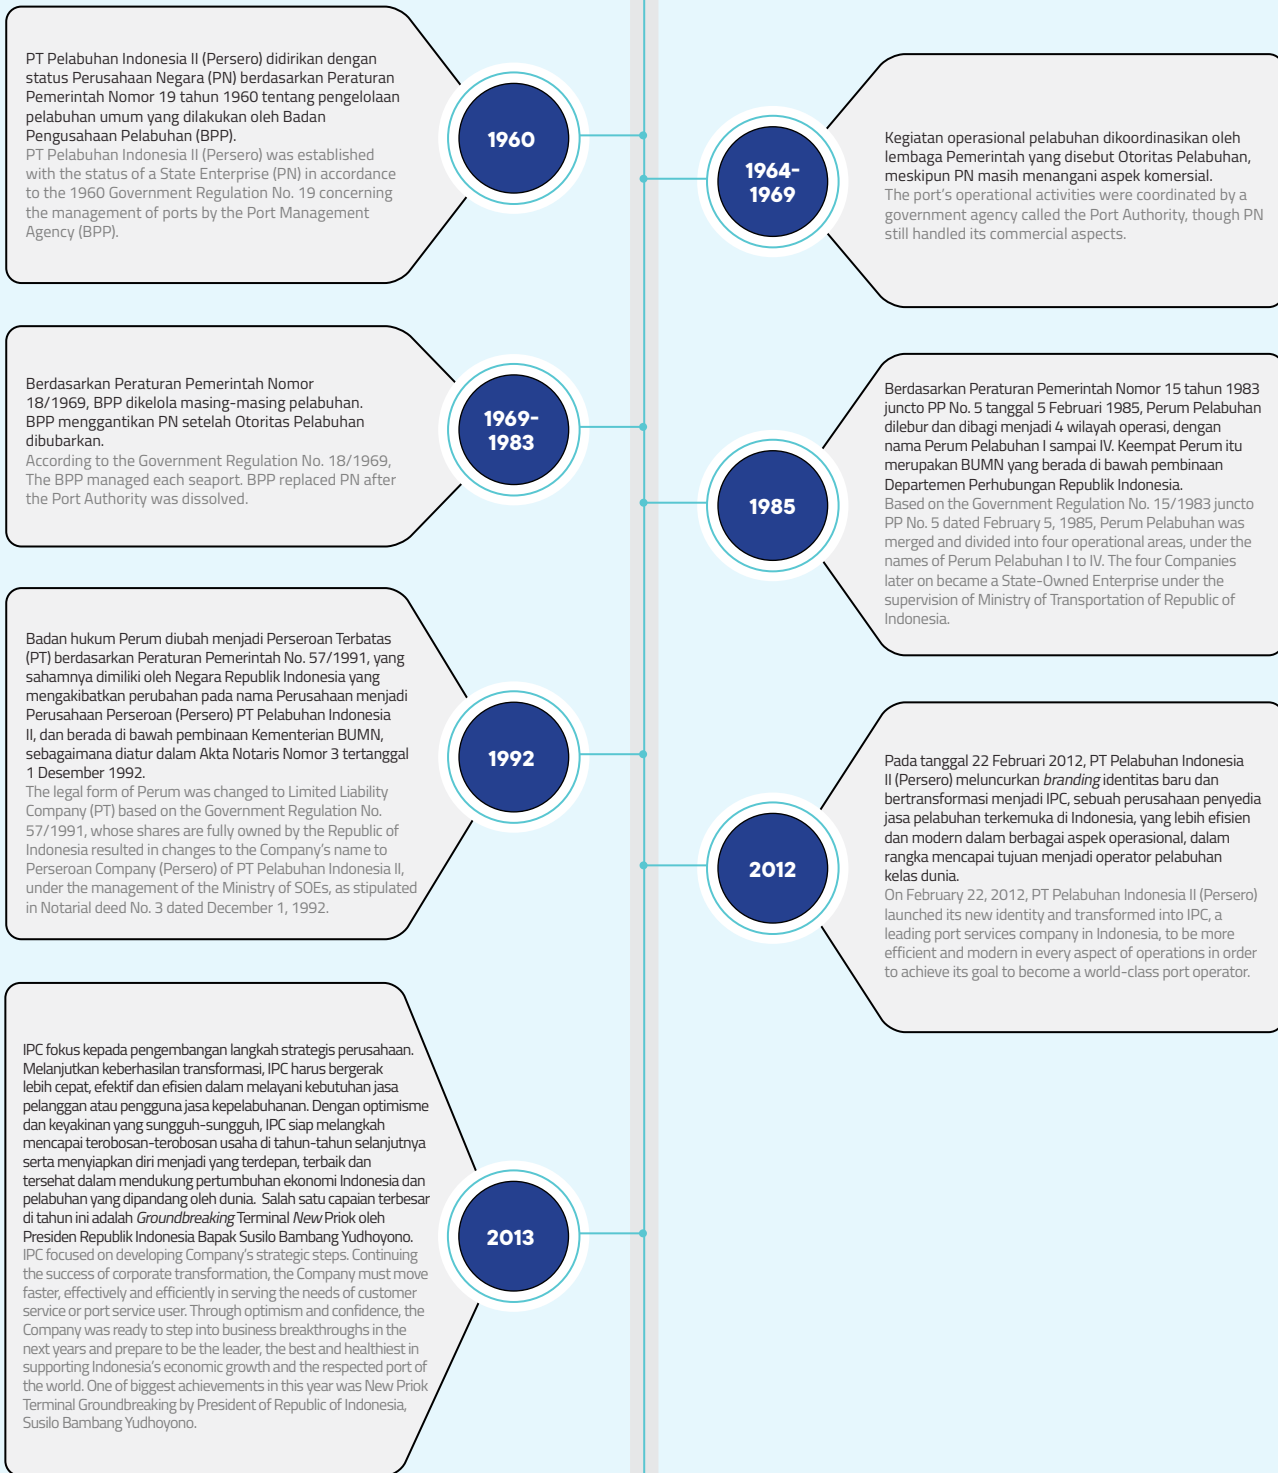 PT Pelabuhan Indonesia II (Persero) didirikan dengan
status Perusahaan Negara (PN) berdasarkan Peraturan
Pemerintah Nomor 19 tahun 1960 tentang pengelolaan
pelabuhan umum yang dilakukan oleh Badan
Pengusahaan Pelabuhan (BPP).
PT Pelabuhan Indonesia II (Persero) was established
with the status of a State Enterprise (PN) in accordance
to the 1960 Government Regulation No. 19 concerning
the management of ports by the Port Management
Agency (BPP).
1960
1964-
1969
Kegiatan operasional pelabuhan dikoordinasikan oleh
lembaga Pemerintah yang disebut Otoritas Pelabuhan,
meskipun PN masih menangani aspek komersial.
The port's operational activities were coordinated by a
government agency called the Port Authority, though PN
still handled its commercial aspects.
Berdasarkan Peraturan Pemerintah Nomor
18/1969, BPP dikelola masing-masing pelabuhan.
BPP menggantikan PN setelah Otoritas Pelabuhan
dibubarkan.
According to the Government Regulation No. 18/1969,
The BPP managed each seaport. BPP replaced PN after
the Port Authority was dissolved.
1969-
1983
1985
Berdasarkan Peraturan Pemerintah Nomor 15 tahun 1983
juncto PP No. 5 tanggal 5 Februari 1985, Perum Pelabuhan
dilebur dan dibagi menjadi 4 wilayah operasi, dengan
nama Perum Pelabuhan I sampai IV. Keempat Perum itu
merupakan BUMN yang berada di bawah pembinaan
Departemen Perhubungan Republik Indonesia.
Based on the Government Regulation No. 15/1983 juncto
PP No. 5 dated February 5, 1985, Perum Pelabuhan was
merged and divided into four operational areas, under the
names of Perum Pelabuhan I to IV. The four Companies
later on became a State-Owned Enterprise under the
supervision of Ministry of Transportation of Republic of
Indonesia.
Badan hukum Perum diubah menjadi Perseroan Terbatas
(PT) berdasarkan Peraturan Pemerintah No. 57/1991, yang
sahamnya dimiliki oleh Negara Republik Indonesia yang
mengakibatkan perubahan pada nama Perusahaan menjadi
Perusahaan Perseroan (Persero) PT Pelabuhan Indonesia
II, dan berada di bawah pembinaan Kementerian BUMN,
sebagaimana diatur dalam Akta Notaris Nomor 3 tertanggal
1 Desember 1992.
The legal form of Perum was changed to Limited Liability
Company (PT) based on the Government Regulation No.
57/1991, whose shares are fully owned by the Republic of
Indonesia resulted in changes to the Company's name to
Perseroan Company (Persero) of PT Pelabuhan Indonesia II,
under the management of the Ministry of SOEs, as stipulated
in Notarial deed No. 3 dated December 1, 1992.
1992
2012
Pada tanggal 22 Februari 2012, PT Pelabuhan Indonesia
II (Persero) meluncurkan branding identitas baru dan
bertransformasi menjadi IPC, sebuah perusahaan penyedia
jasa pelabuhan terkemuka di Indonesia, yang lebih efisien
dan modern dalam berbagai aspek operasional, dalam
rangka mencapai tujuan menjadi operator pelabuhan
kelas dunia.
On February 22, 2012, PT Pelabuhan Indonesia II (Persero)
launched its new identity and transformed into IPC, a
leading port services company in Indonesia, to be more
efficient and modern in every aspect of operations in order
to achieve its goal to become a world-class port operator.
IPC fokus kepada pengembangan langkah strategis perusahaan.
Melanjutkan keberhasilan transformasi, IPC harus bergerak
lebih cepat, efektif dan efisien dalam melayani kebutuhan jasa
pelanggan atau pengguna jasa kepelabuhanan. Dengan optimisme
dan keyakinan yang sungguh-sungguh, IPC siap melangkah
mencapai terobosan-terobosan usaha di tahun-tahun selanjutnya
serta menyiapkan diri menjadi yang terdepan, terbaik dan
tersehat dalam mendukung pertumbuhan ekonomi Indonesia dan
pelabuhan yang dipandang oleh dunia. Salah satu capaian terbesar
di tahun ini adalah Groundbreaking Terminal New Priok oleh
Presiden Republik Indonesia Bapak Susilo Bambang Yudhoyono.
IPC focused on developing Company's strategic steps. Continuing
the success of corporate transformation, the Company must move
faster, effectively and efficiently in serving the needs of customer
service or port service user. Through optimism and confidence, the
Company was ready to step into business breakthroughs in the
next years and prepare to be the leader, the best and healthiest in
supporting Indonesia's economic growth and the respected port of
the world. One of biggest achievements in this year was New Priok
Terminal Groundbreaking by President of Republic of Indonesia,
Susilo Bambang Yudhoyono.
2013